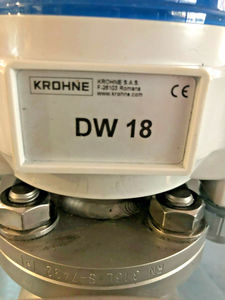 KROHNE
KROHNE S.A.S.
F-26103 Romans
www.krohne.com
CE
DW 18